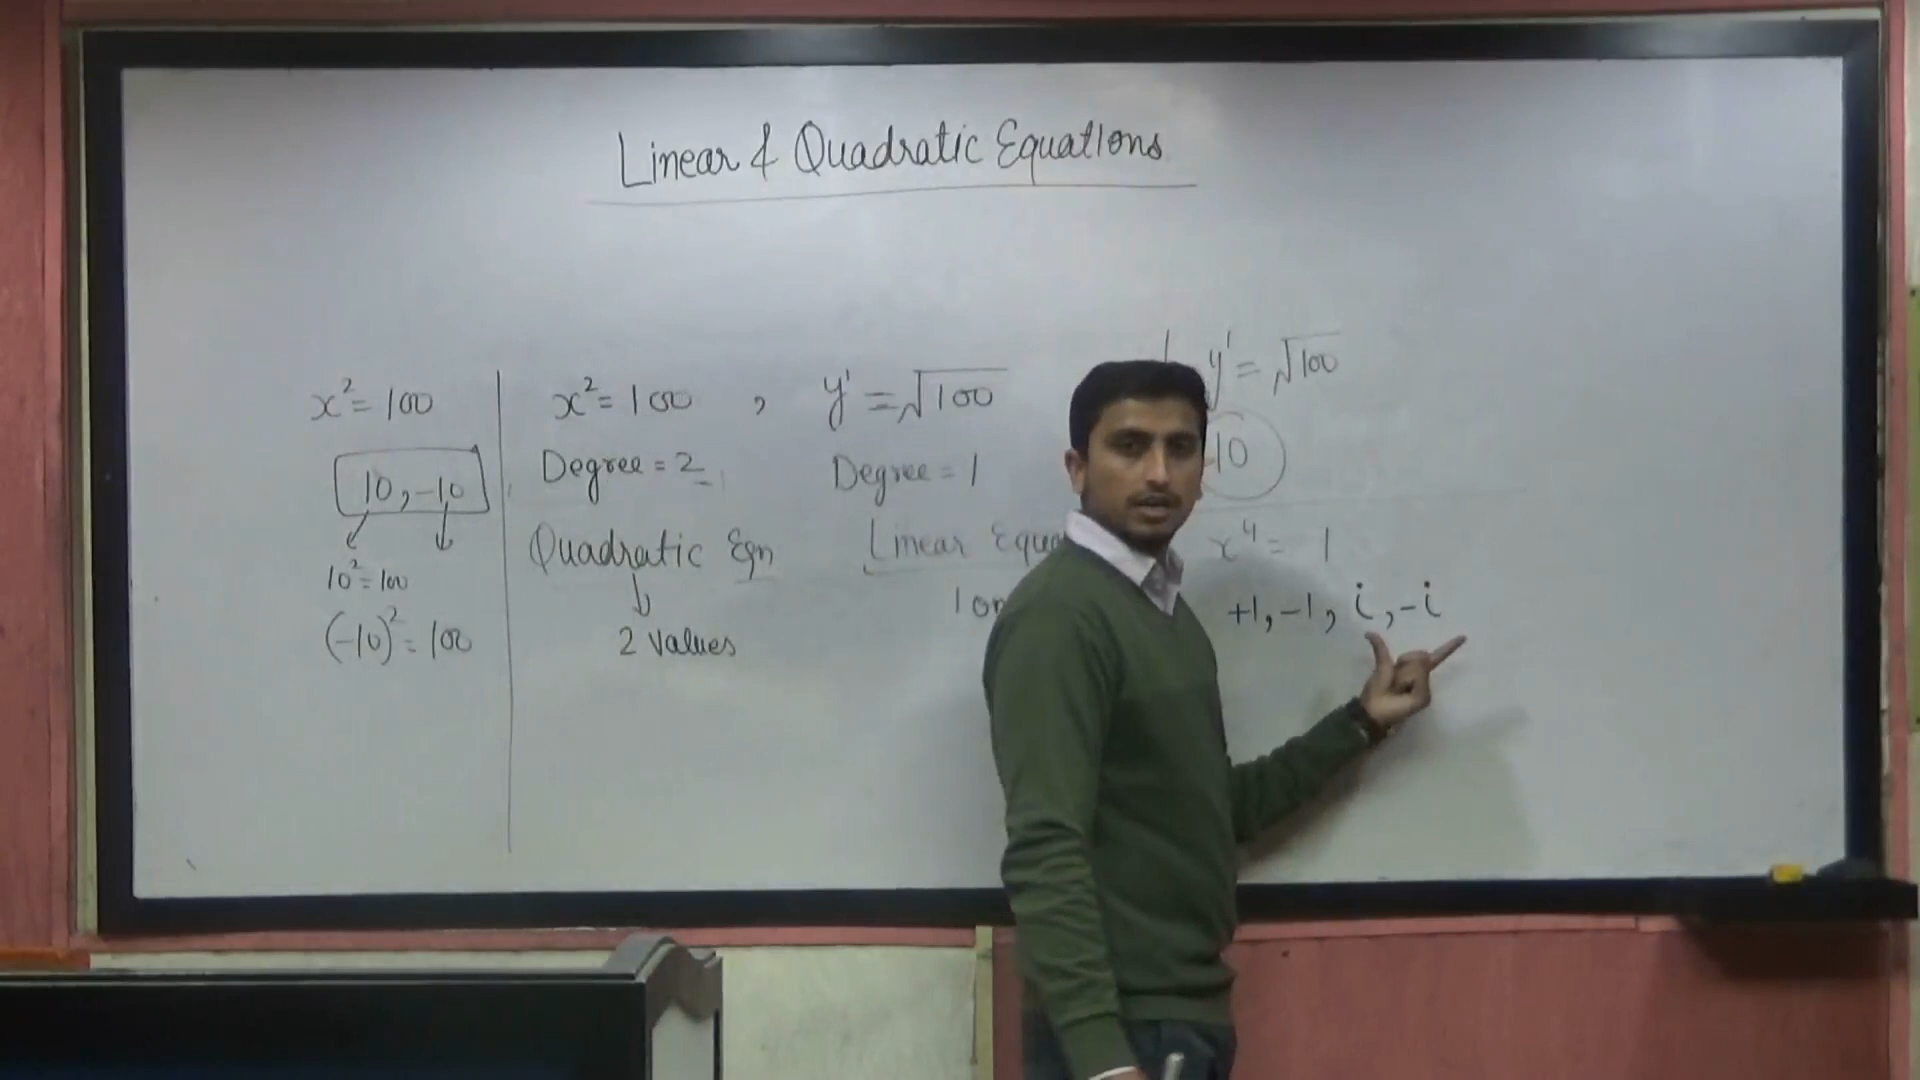 Linear & Quadratic Equations
x² = 100
10, -10
10² = 100
(-10)² = 100
x² = 100 , y¹ = √100
Degree = 2
Degree = 1
Quadratic Eqn
Linear
2 values
y¹ = √100
10
x⁴ = 1
+1, -1, i, -i